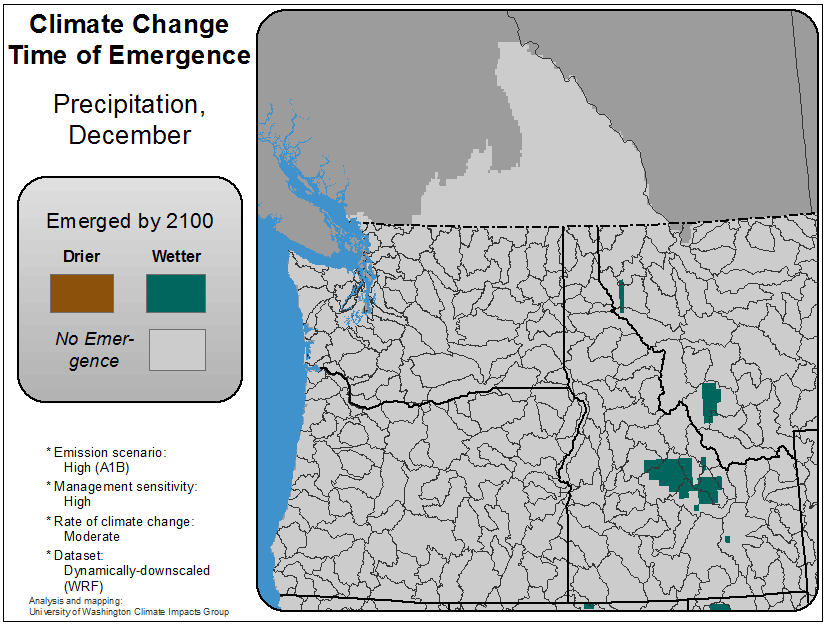 Climate Change
Time of Emergence
Precipitation,
December
Emerged by 2100
Drier Wetter
No Emer-
gence
* Emission scenario:
High (A1B)
* Management sensitivity:
High
* Rate of climate change:
Moderate
* Dataset:
Dynamically-downscaled
(WRF)
Analysis and mapping:
University of Washington Climate Impacts Group